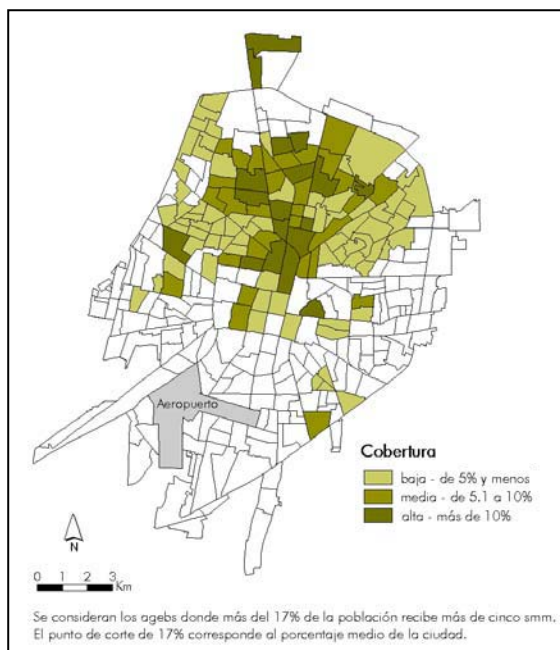 Aeropuerto
Cobertura
baja - de 5% y menos
media - de 5.1 a 10%
alta - más de 10%
N
0 1 2 3
Km
Se consideran los agebs donde más del 17% de la población recibe más de cinco smm.
El punto de corte de 17% corresponde al porcentaje medio de la ciudad.